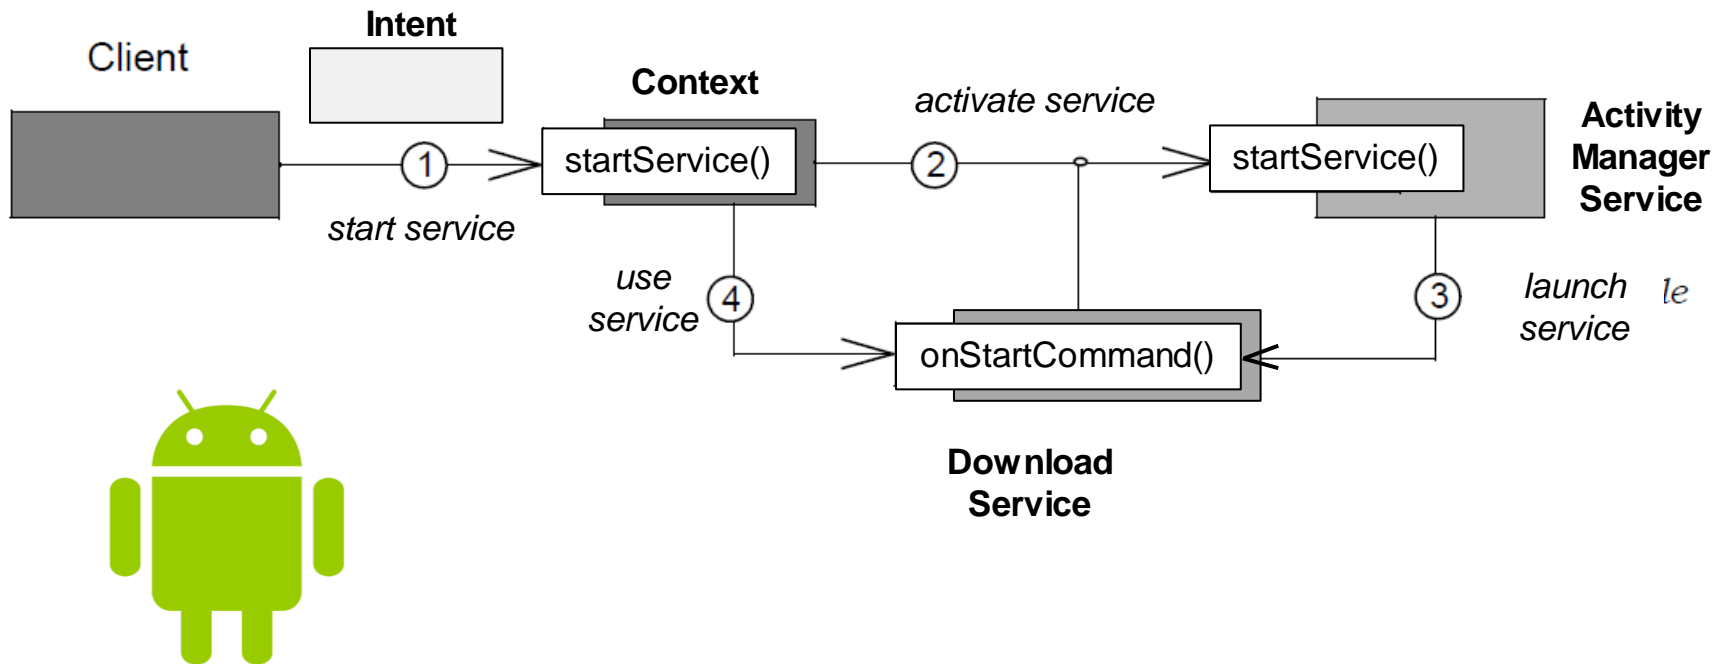 Intent
Client
Context
activate service
Activity
Manager
Service
startService()
startService()
1
2
start service
use
service
4
3
launch
service
le
onStartCommand()
Download
Service